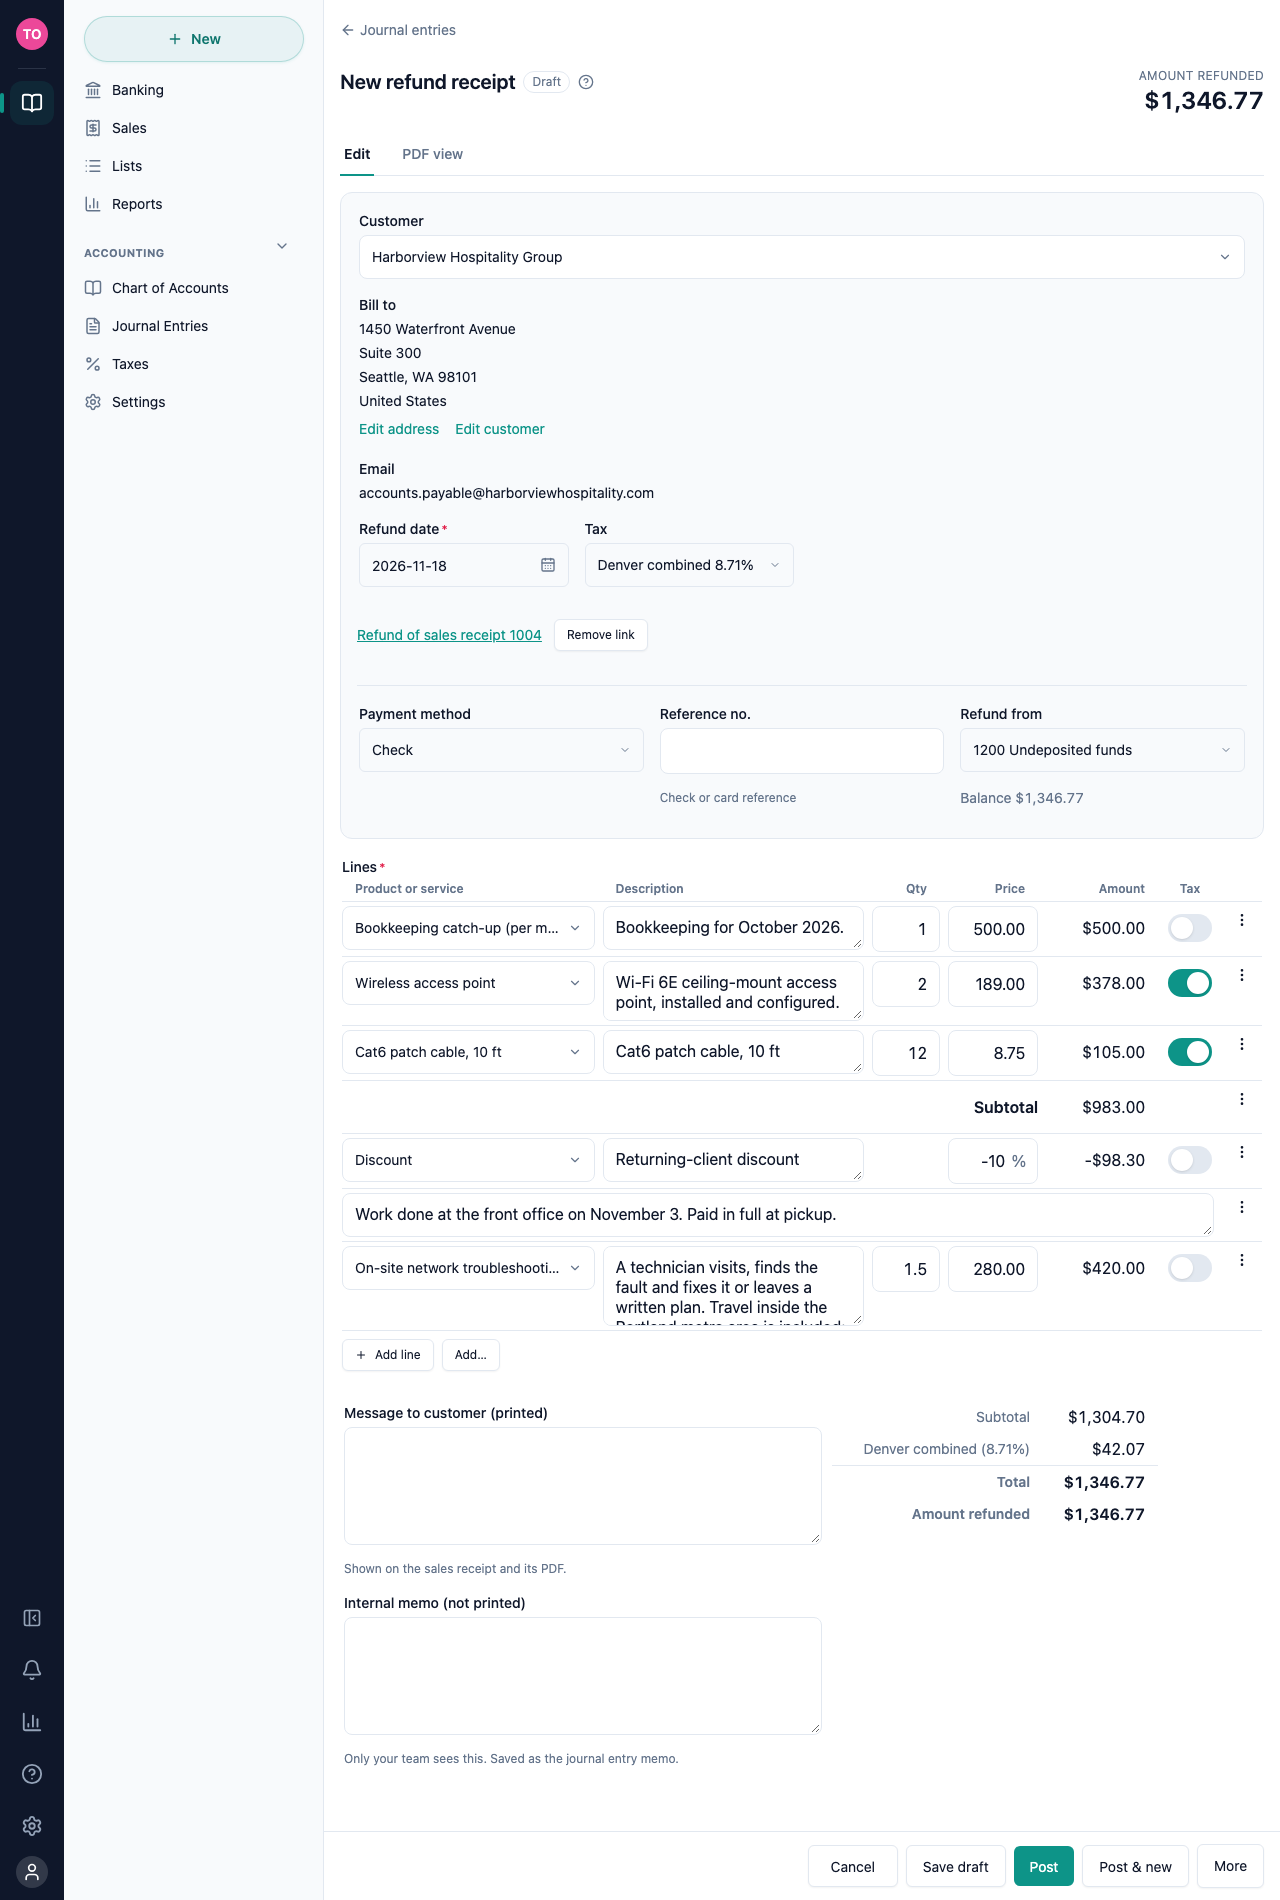 TO
New
Banking
Sales
Lists
Reports
ACCOUNTING
Chart of Accounts
Journal Entries
Taxes
Settings
Journal entries
New refund receipt
Draft
AMOUNT REFUNDED
$1,346.77
Edit
PDF view
Customer
Harborview Hospitality Group
Bill to
1450 Waterfront Avenue
Suite 300
Seattle, WA 98101
United States
Edit address
Edit customer
Email
accounts.payable@harborviewhospitality.com
Refund date*
Tax
2026-11-18
Denver combined 8.71%
Refund of sales receipt 1004
Remove link
Payment method
Reference no.
Refund from
Check
1200 Undeposited funds
Check or card reference
Balance $1,346.77
Lines*
Product or service
Description
Qty
Price
Amount
Tax
Bookkeeping catch-up (per m...
Bookkeeping for October 2026.
1
500.00
$500.00
Wireless access point
Wi-Fi 6E ceiling-mount access
point, installed and configured.
2
189.00
$378.00
Cat6 patch cable, 10 ft
Cat6 patch cable, 10 ft
12
8.75
$105.00
Subtotal
$983.00
Discount
Returning-client discount
-10 %
-$98.30
Work done at the front office on November 3. Paid in full at pickup.
On-site network troubleshooti...
A technician visits, finds the
fault and fixes it or leaves a
written plan. Travel inside the
1.5
280.00
$420.00
Add line
Add...
Message to customer (printed)
Subtotal
$1,304.70
Denver combined (8.71%)
$42.07
Total
$1,346.77
Amount refunded
$1,346.77
Shown on the sales receipt and its PDF.
Internal memo (not printed)
Only your team sees this. Saved as the journal entry memo.
Cancel
Save draft
Post
Post & new
More